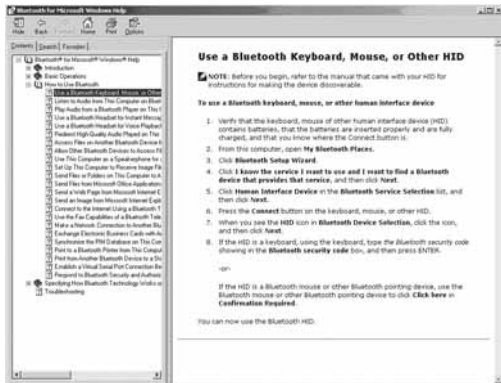 Bluetooth for Microsoft Windows Help
Hide Back Home Print Options
Contents Search Favorites
Bluetooth® for Microsoft® Windows® Help
Introduction
Basic Operations
How to Use Bluetooth
Use a Bluetooth Keyboard, Mouse, or Other
Listen to Audio from This Computer on Bluet
Play Audio from a Bluetooth Player on This C
Use a Bluetooth Headset for Instant Messag
Use a Bluetooth Headset for Voice Playback
Redirect High-Quality Audio Played on This
Access Files on Another Bluetooth Device fr
Allow Other Bluetooth Devices to Access Fil
Use This Computer as a Speakerphone for
Set Up This Computer to Receive Image Fil
Send Files or Folders on This Computer to A
Send Files from Microsoft Office Application
Send a Web Page from Microsoft Internet E
Send an Image from Microsoft Internet Expl
Connect to the Internet Using a Bluetooth T
Use the Fax Capabilities of a Bluetooth Tele
Make a Network Connection to Another Blu
Exchange Electronic Business Cards with An
Synchronize the PIM Database on This Com
Print to a Bluetooth Printer from This Comput
Print from Another Bluetooth Device to a Sh
Establish a Virtual Serial Port Connection Be
Respond to Bluetooth Security and Authoriz
Specifying How Bluetooth Technology Works o
Troubleshooting
Use a Bluetooth Keyboard, Mouse, or Other HID
NOTE: Before you begin, refer to the manual that came with your HID for
instructions for making the device discoverable.
To use a Bluetooth keyboard, mouse, or other human interface device
1. Verify that the keyboard, mouse of other human interface device (HID)
contains batteries, that the batteries are inserted properly and are fully
charged, and that you know where the Connect button is.
2. From this computer, open My Bluetooth Places.
3. Click Bluetooth Setup Wizard.
4. Click I know the service I want to use and I want to find a Bluetooth
device that provides that service, and then click Next.
5. Click Human Interface Device in the Bluetooth Service Selection list, and
then click Next.
6. Press the Connect button on the keyboard, mouse, or other HID.
7. When you see the HID icon in Bluetooth Device Selection, click the icon,
and then click Next.
8. If the HID is a keyboard, using the keyboard, type the Bluetooth security code
showing in the Bluetooth security code box, and then press ENTER.
-or-
If the HID is a Bluetooth mouse or other Bluetooth pointing device, use the
Bluetooth mouse or other Bluetooth pointing device to click Click here in
Confirmation Required.
You can now use the Bluetooth HID.